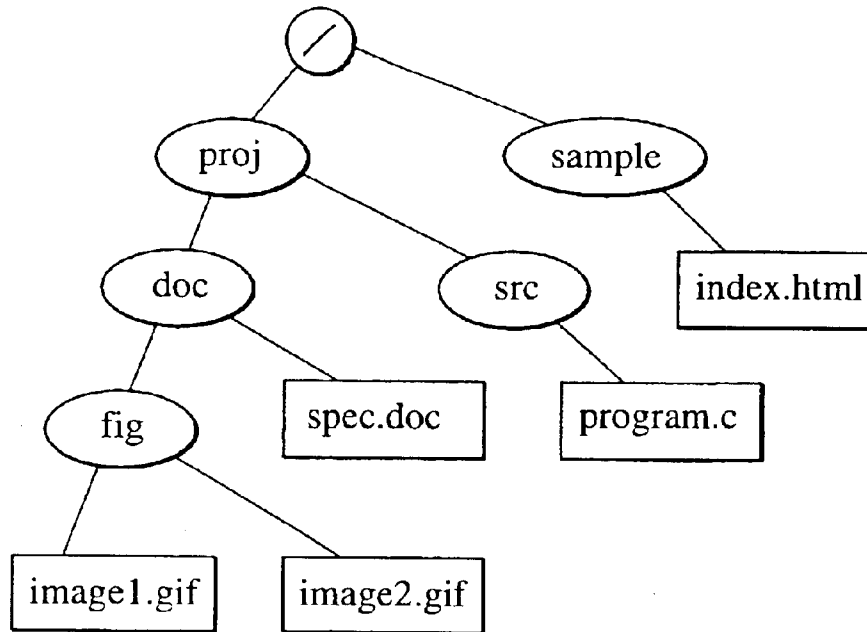 /
proj
sample
doc
src
index.html
fig
spec.doc
program.c
image1.gif
image2.gif